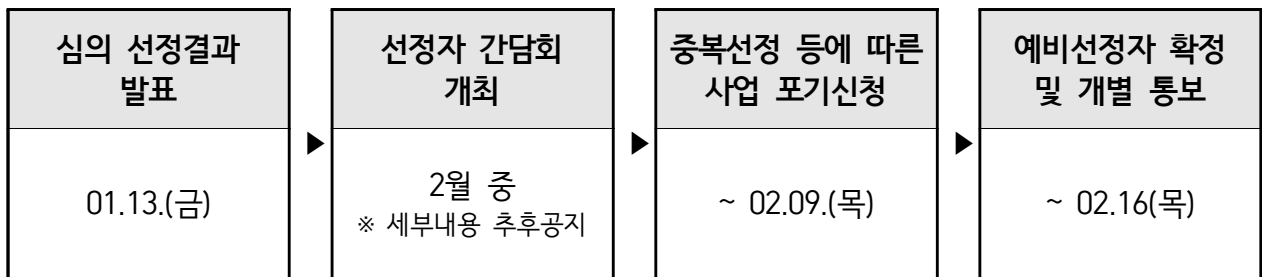 심의 선정결과
발표
01.13.(금)
▶
선정자 간담회
개최
2월 중
※ 세부내용 추후공지
▶
중복선정 등에 따른
사업 포기신청
~ 02.09.(목)
▶
예비선정자 확정
및 개별 통보
~ 02.16(목)